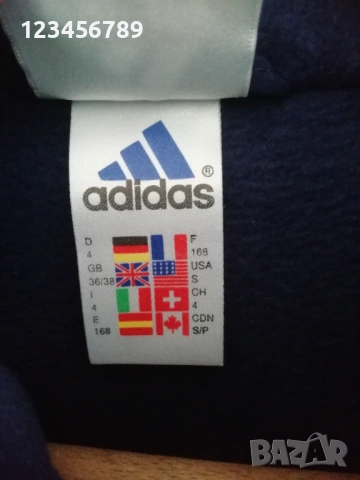 123456789
adidas ®
D F
4 168
GB USA
36/38 S
I CH
4 4
E CDN
168 S/P
BAZAR